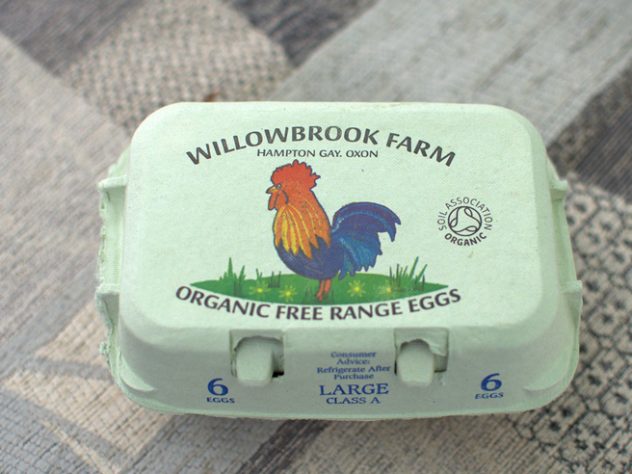 WILLOWBROOK FARM
HAMPTON GAY. OXON
SOIL ASSOCIATION
ORGANIC
ORGANIC FREE RANGE EGGS
Consumer
Advice:
Refrigerate After
Purchase
6
EGGS
LARGE
CLASS A
6
EGGS